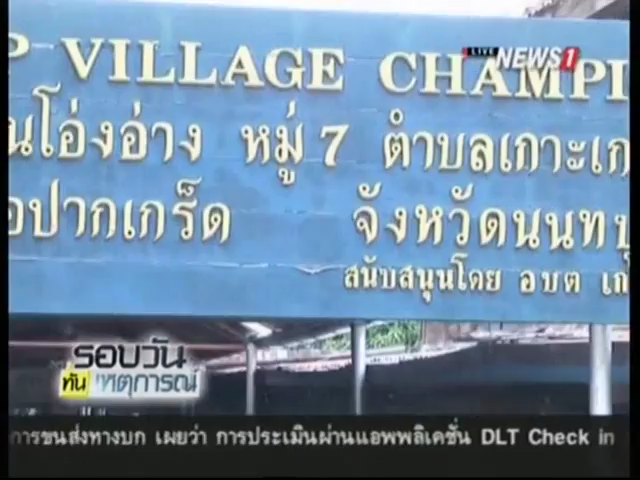 P VILLAGE CHAMPI
LIVE NEWS1
นโอ่งอ่าง หมู่ 7 ตำบลเกาะเก
อปากเกร็ด จังหวัดนนทบุ
สนับสนุนโดย อบต เก
รอบวัน
ทัน เหตุการณ์
การขนส่งทางบก เผยว่า การประเมินผ่านแอพพลิเคชั่น DLT Check in